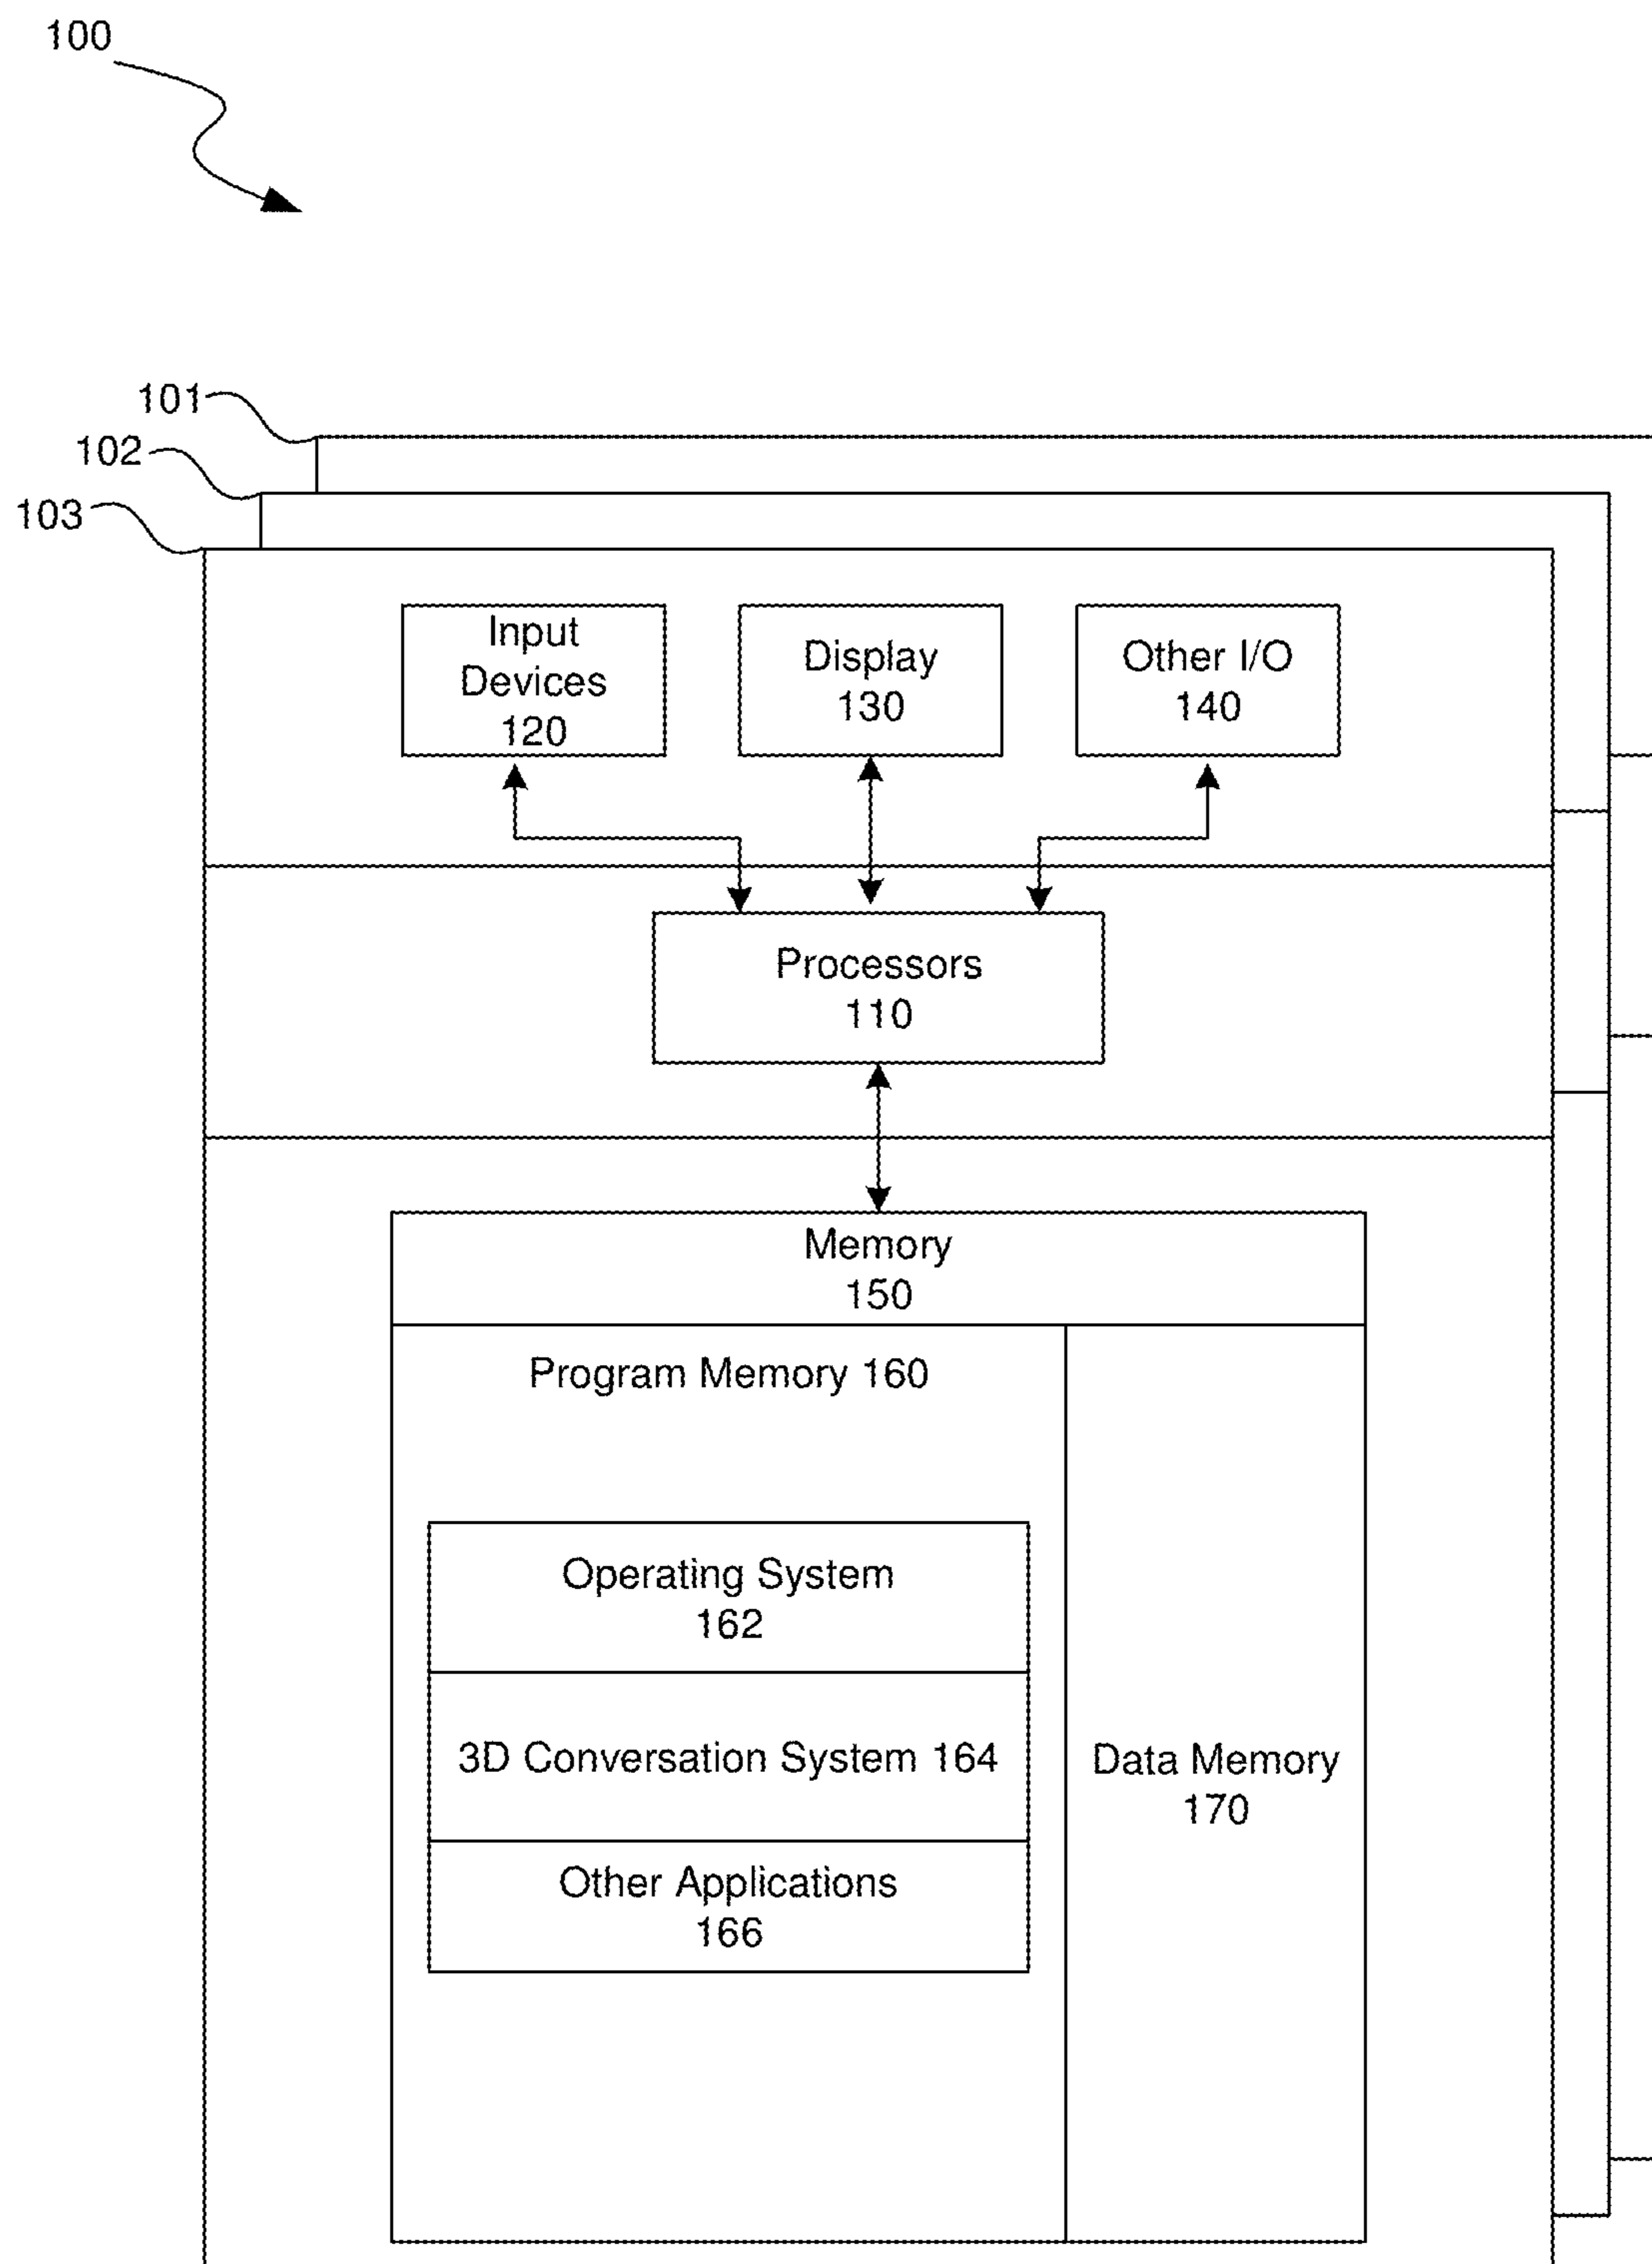 100
101
102
103
Input
Devices
120
Display
130
Other I/O
140
Processors
110
Memory
150
Program Memory 160
Operating System
162
3D Conversation System 164
Other Applications
166
Data Memory
170